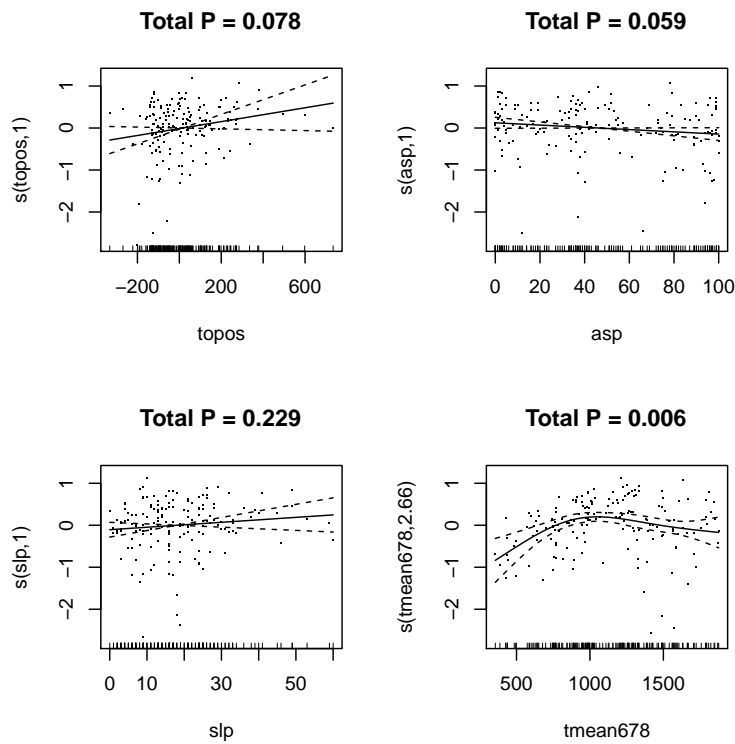 Total P = 0.078
s(topos,1)
1
0
−1
−2
−200
200
600
topos
Total P = 0.059
s(asp,1)
1
0
−1
−2
0
20
40
60
80
100
asp
Total P = 0.229
s(slp,1)
1
0
−1
−2
0
10
30
50
slp
Total P = 0.006
s(tmean678,2.66)
1
0
−1
−2
500
1000
1500
tmean678